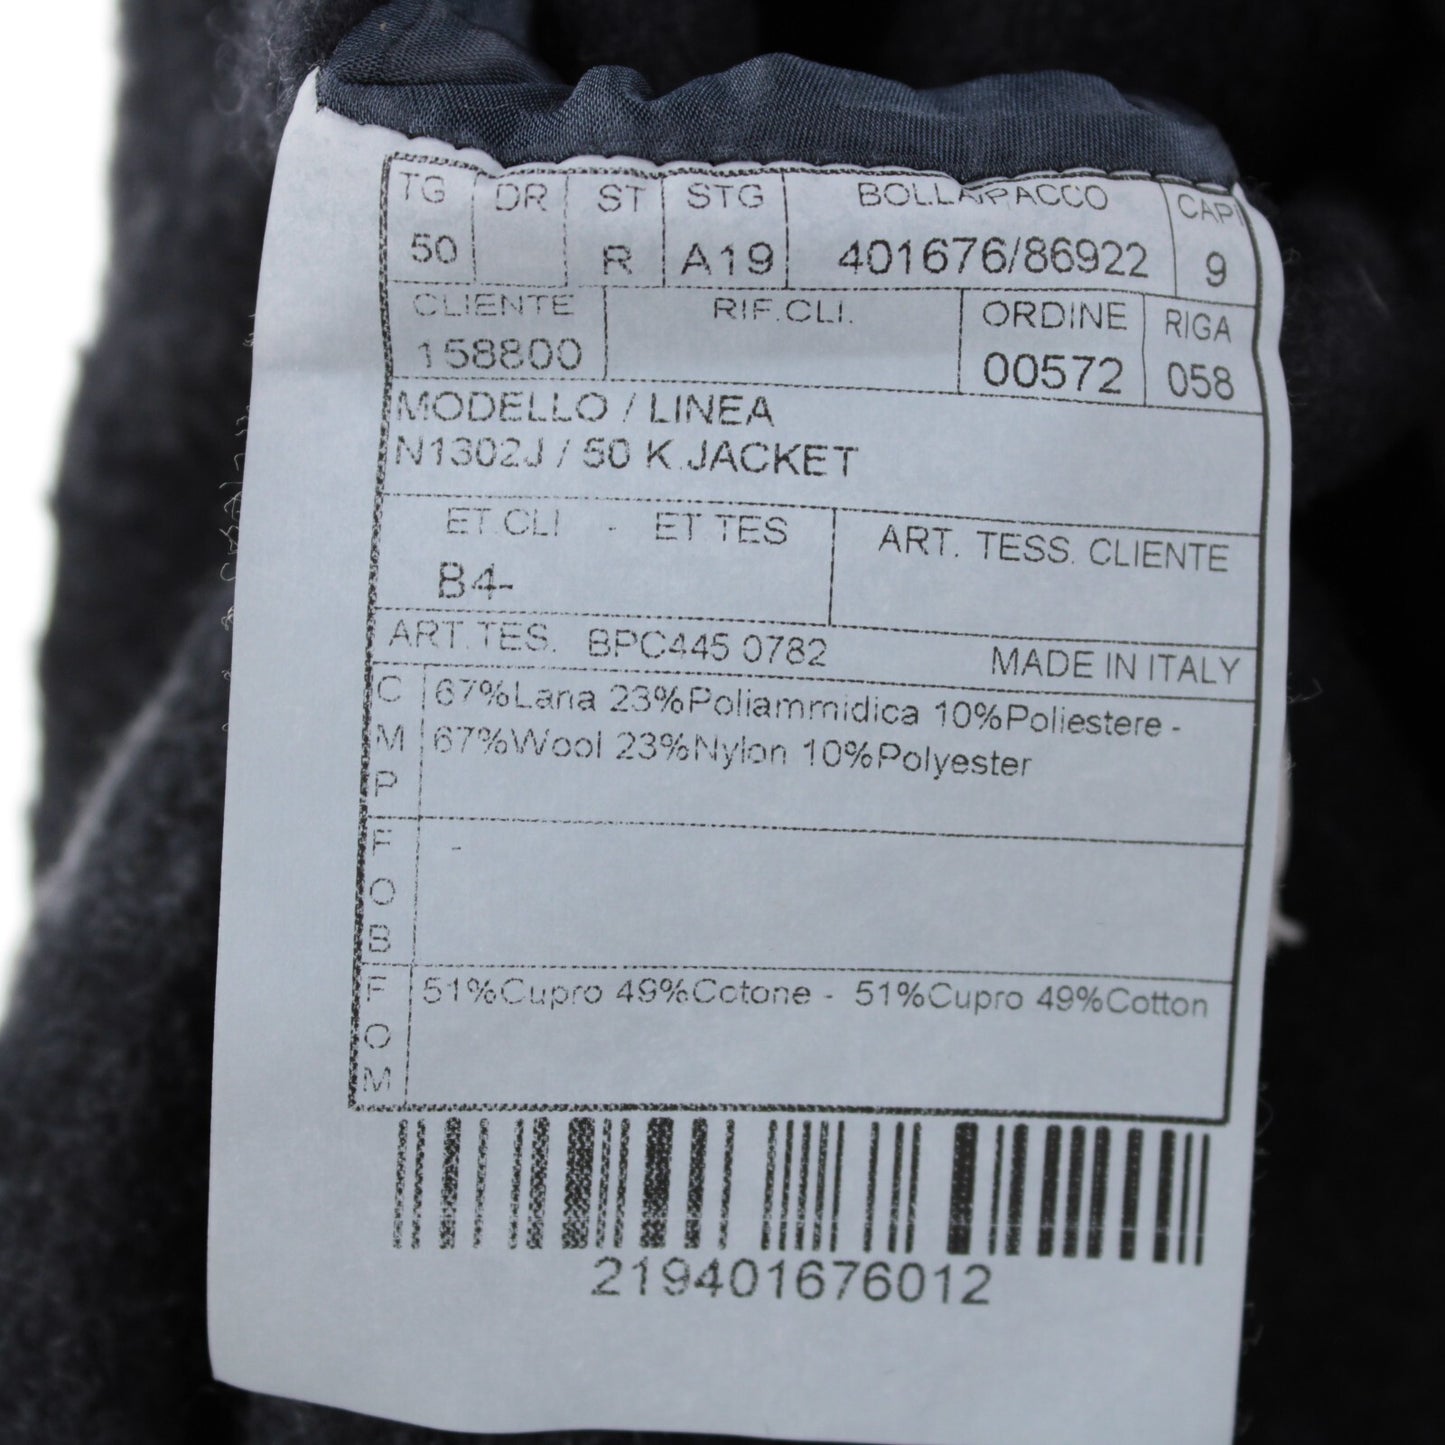 TG DR ST STG BOLLA/PACCO CAPI
50 R A19 401676/86922 9
CLIENTE RIF.CLI. ORDINE RIGA
158800 00572 058
MODELLO / LINEA
N1302J / 50 K.JACKET
ET.CLI - ET TES ART. TESS. CLIENTE
B4-
ART.TES. BPC445 0782 MADE IN ITALY
C 67%Lana 23%Poliammidica 10%Poliestere -
M 67%Wool 23%Nylon 10%Polyester
P
F -
O
B
F 51%Cupro 49%Cotone - 51%Cupro 49%Cotton
O
M
219401676012